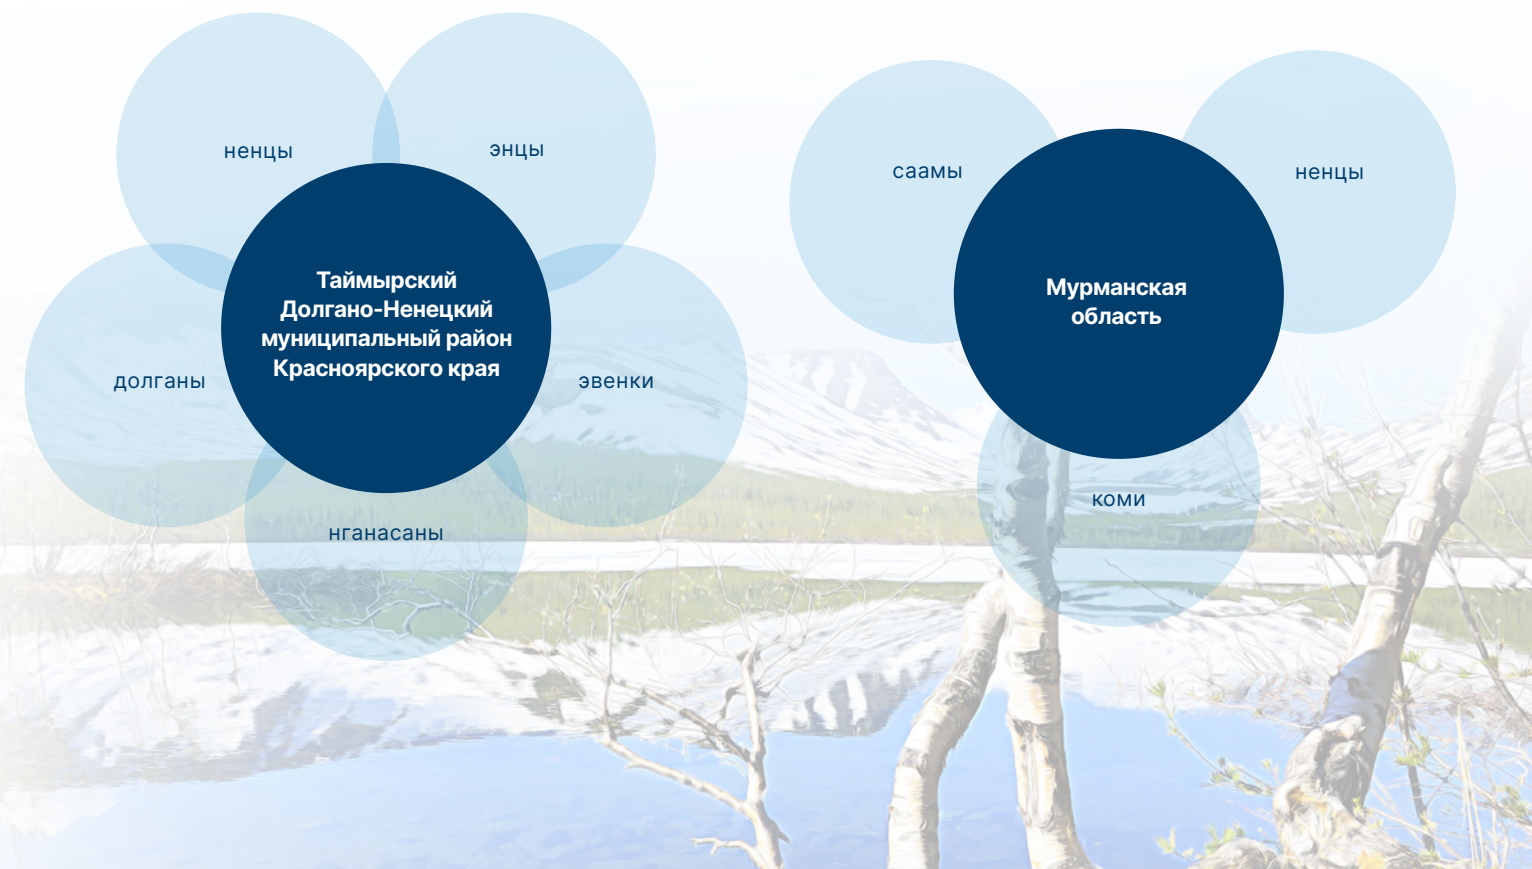 ненцы
энцы
Таймырский
Долгано-Ненецкий
муниципальный район
Красноярского края
долганы
эвенки
нганасаны
саамы
ненцы
Мурманская
область
коми